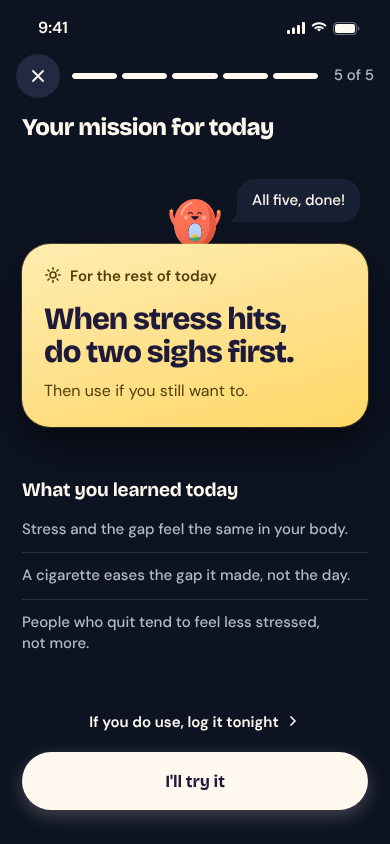 9:41
5 of 5
Your mission for today
All five, done!
For the rest of today
When stress hits,
do two sighs first.
Then use if you still want to.
What you learned today
Stress and the gap feel the same in your body.
A cigarette eases the gap it made, not the day.
People who quit tend to feel less stressed,
not more.
If you do use, log it tonight
I'll try it